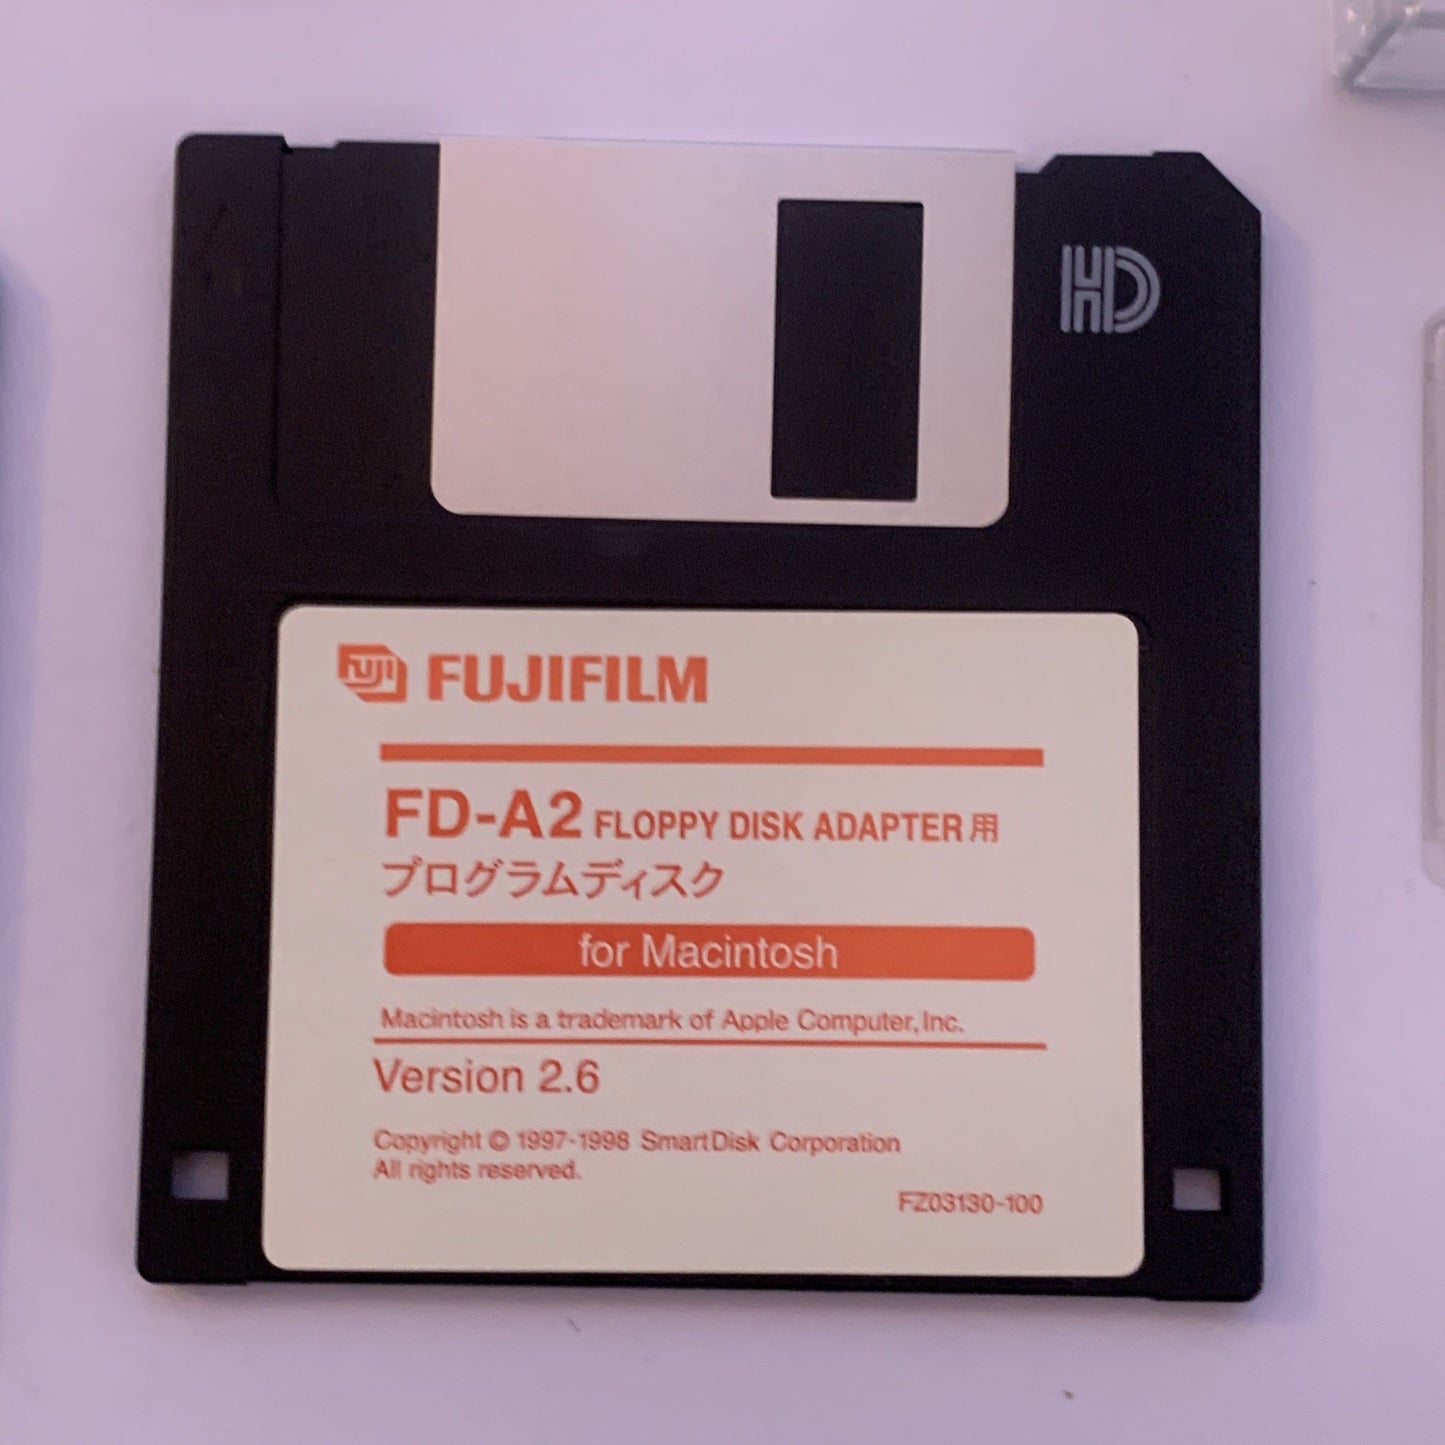 HD
FUJI FUJIFILM
FD-A2 FLOPPY DISK ADAPTER用
プログラムディスク
for Macintosh
Macintosh is a trademark of Apple Computer,Inc.
Version 2.6
Copyright © 1997-1998 SmartDisk Corporation
All rights reserved.
FZ03130-100